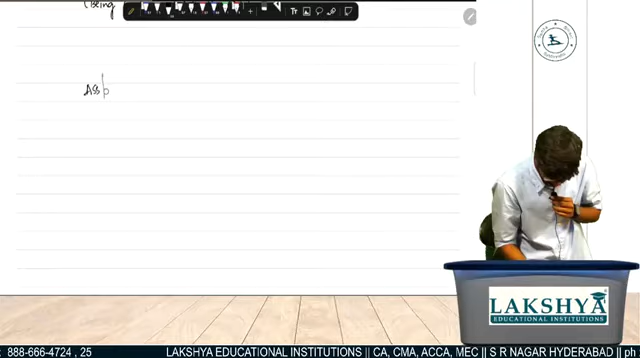 (Being
Ass
Tr
LAKSHYA
EDUCATIONAL INSTITUTIONS
888-666-4724 , 25 LAKSHYA EDUCATIONAL INSTITUTIONS || CA, CMA, ACCA, MEC || S R NAGAR HYDERABAD || ph